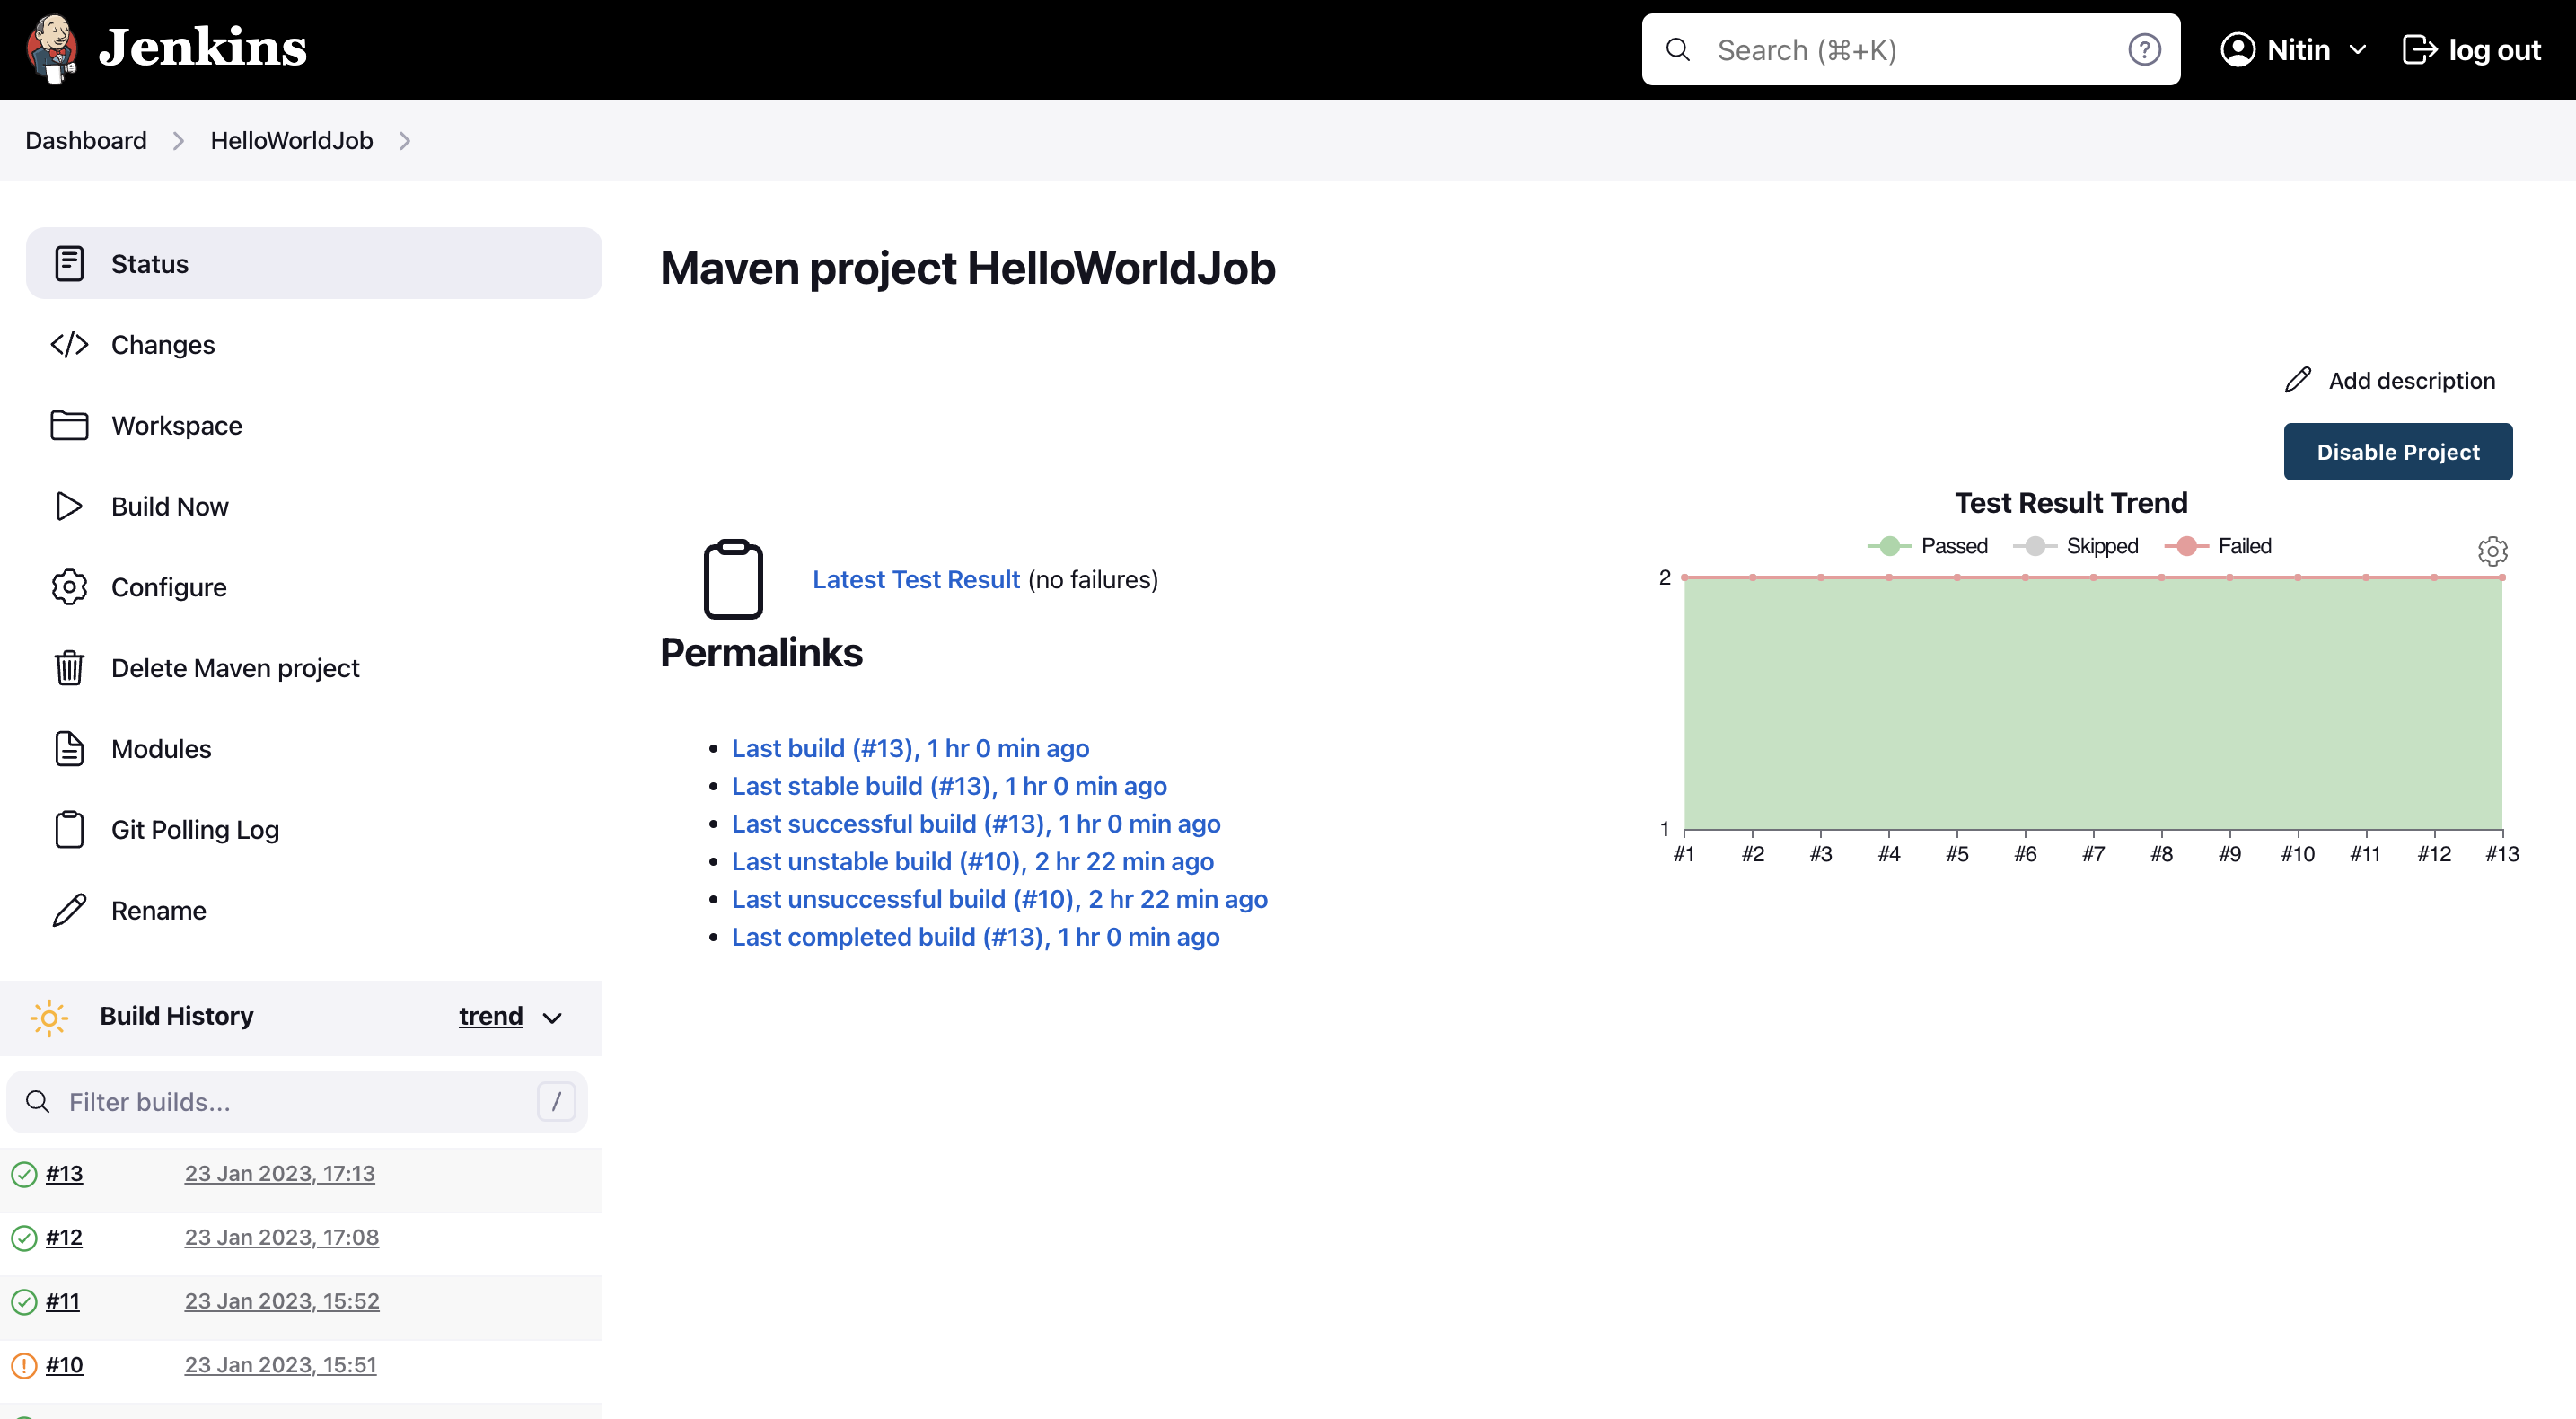 Jenkins
Search (⌘+K)
Nitin
log out
Dashboard
HelloWorldJob
Status
Changes
Workspace
Build Now
Configure
Delete Maven project
Modules
Git Polling Log
Rename
Build History
trend
Filter builds...
/
#13 23 Jan 2023, 17:13
#12 23 Jan 2023, 17:08
#11 23 Jan 2023, 15:52
#10 23 Jan 2023, 15:51
Maven project HelloWorldJob
Add description
Disable Project
Latest Test Result (no failures)
Permalinks
Last build (#13), 1 hr 0 min ago
Last stable build (#13), 1 hr 0 min ago
Last successful build (#13), 1 hr 0 min ago
Last unstable build (#10), 2 hr 22 min ago
Last unsuccessful build (#10), 2 hr 22 min ago
Last completed build (#13), 1 hr 0 min ago
Test Result Trend
Passed Skipped Failed
2
1
#1 #2 #3 #4 #5 #6 #7 #8 #9 #10 #11 #12 #13